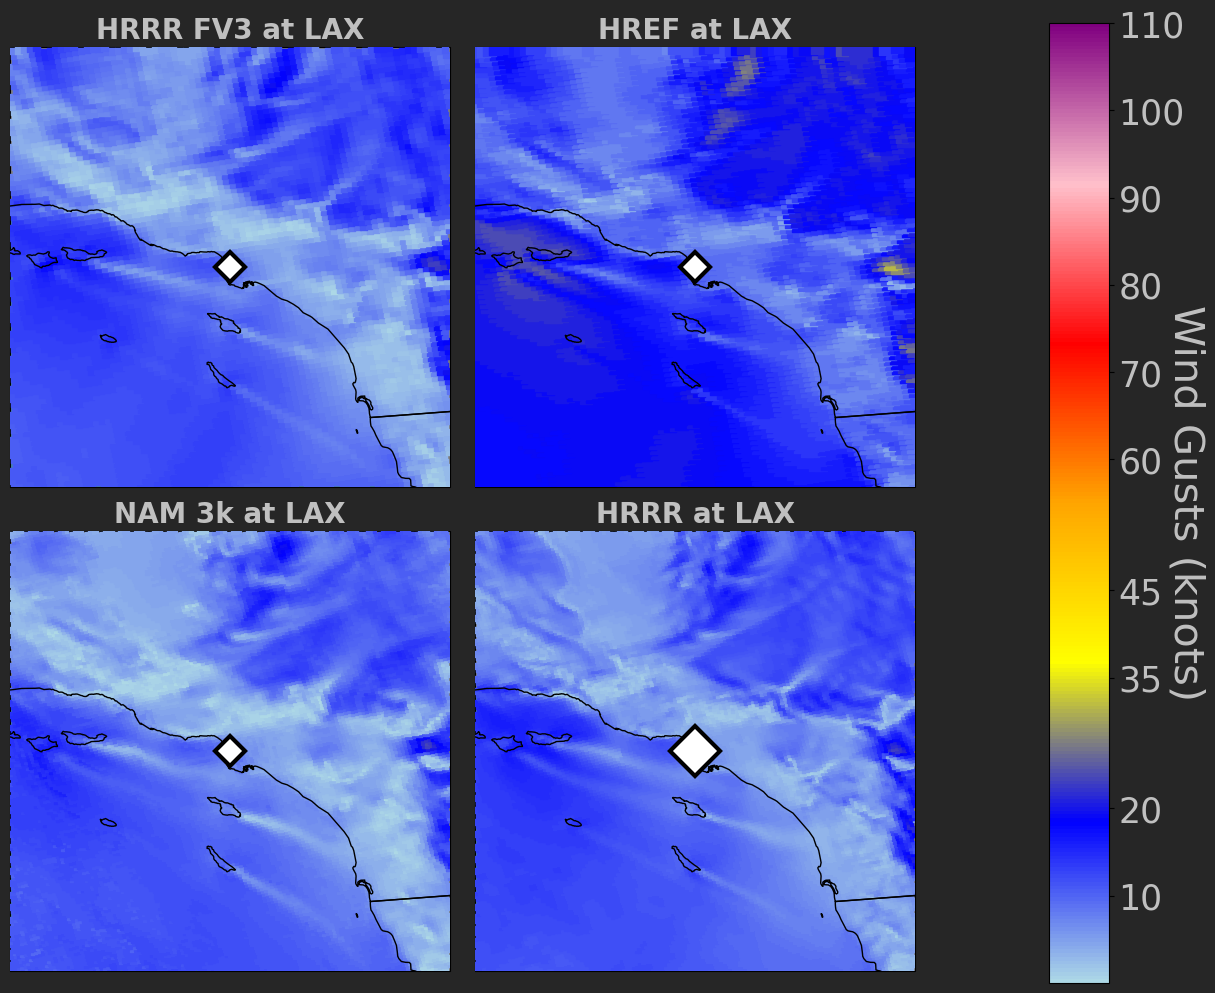 HRRR FV3 at LAX
HREF at LAX
NAM 3k at LAX
HRRR at LAX
110
100
90
80
70
60
45
35
20
10
Wind Gusts (knots)